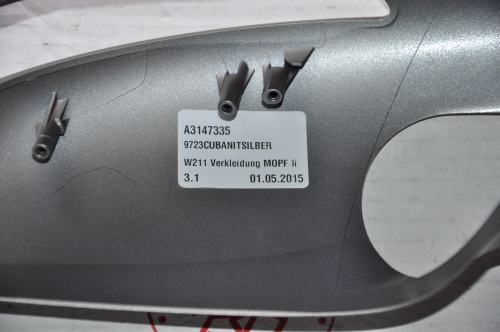 A3147335
9723CUBANITSILBER
W211 Verkleidung MOPF li
3.1 01.05.2015